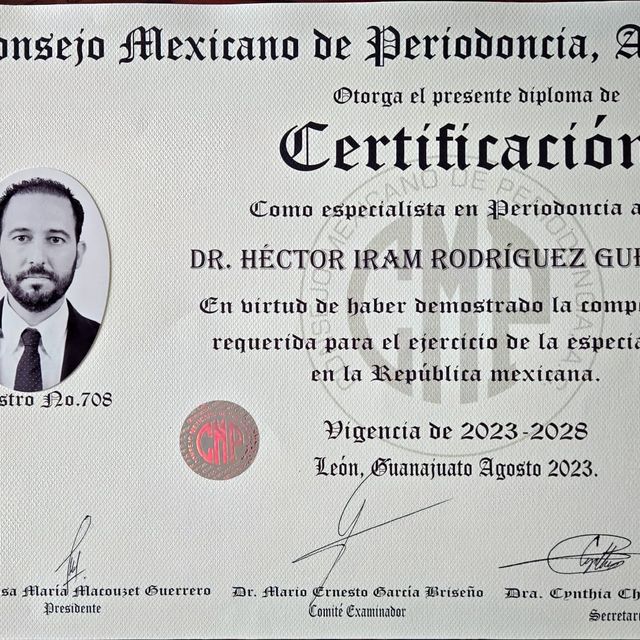 onsejo Mexicano de Periodoncia, A
Otorga el presente diploma de
Certificación
Como especialista en Periodoncia a
DR. HÉCTOR IRAM RODRÍGUEZ GU
En virtud de haber demostrado la comp
requerida para el ejercicio de la especia
en la República mexicana.
stro No.708
CMP
Vigencia de 2023-2028
León, Guanajuato Agosto 2023.
sa María Macouzet Guerrero
Presidente
Dr. Mario Ernesto García Briseño
Comité Examinador
Dra. Cynthia Ch
Secretari